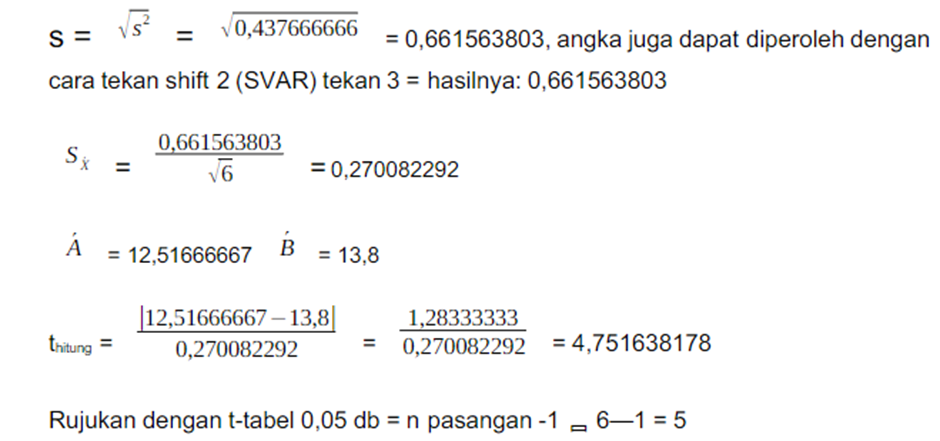 s = √s² = √0,437666666 = 0,661563803, angka juga dapat diperoleh dengan
cara tekan shift 2 (SVAR) tekan 3 = hasilnya: 0,661563803
S_ẋ = 0,661563803 / √6 = 0,270082292
Á = 12,51666667 B́ = 13,8
t_hitung = |12,51666667 – 13,8| / 0,270082292 = 1,28333333 / 0,270082292 = 4,751638178
Rujukan dengan t-tabel 0,05 db = n pasangan -1 = 6—1 = 5